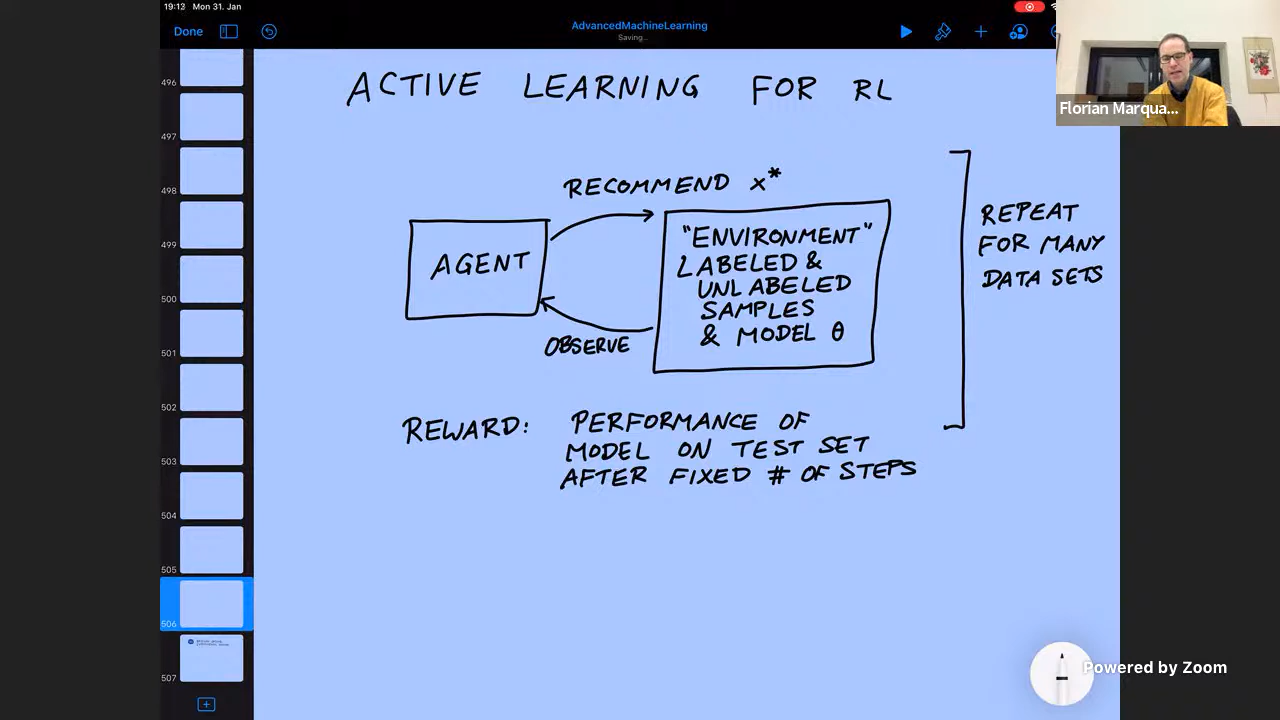 19:13 Mon 31. Jan
Done
AdvancedMachineLearning
Saving...
Florian Marqua...
ACTIVE LEARNING FOR RL
RECOMMEND x*
AGENT
"ENVIRONMENT"
LABELED &
UNLABELED
SAMPLES
& MODEL θ
OBSERVE
REPEAT
FOR MANY
DATA SETS
REWARD: PERFORMANCE OF
MODEL ON TEST SET
AFTER FIXED # OF STEPS
496
497
498
499
500
501
502
503
504
505
506
507
Powered by Zoom